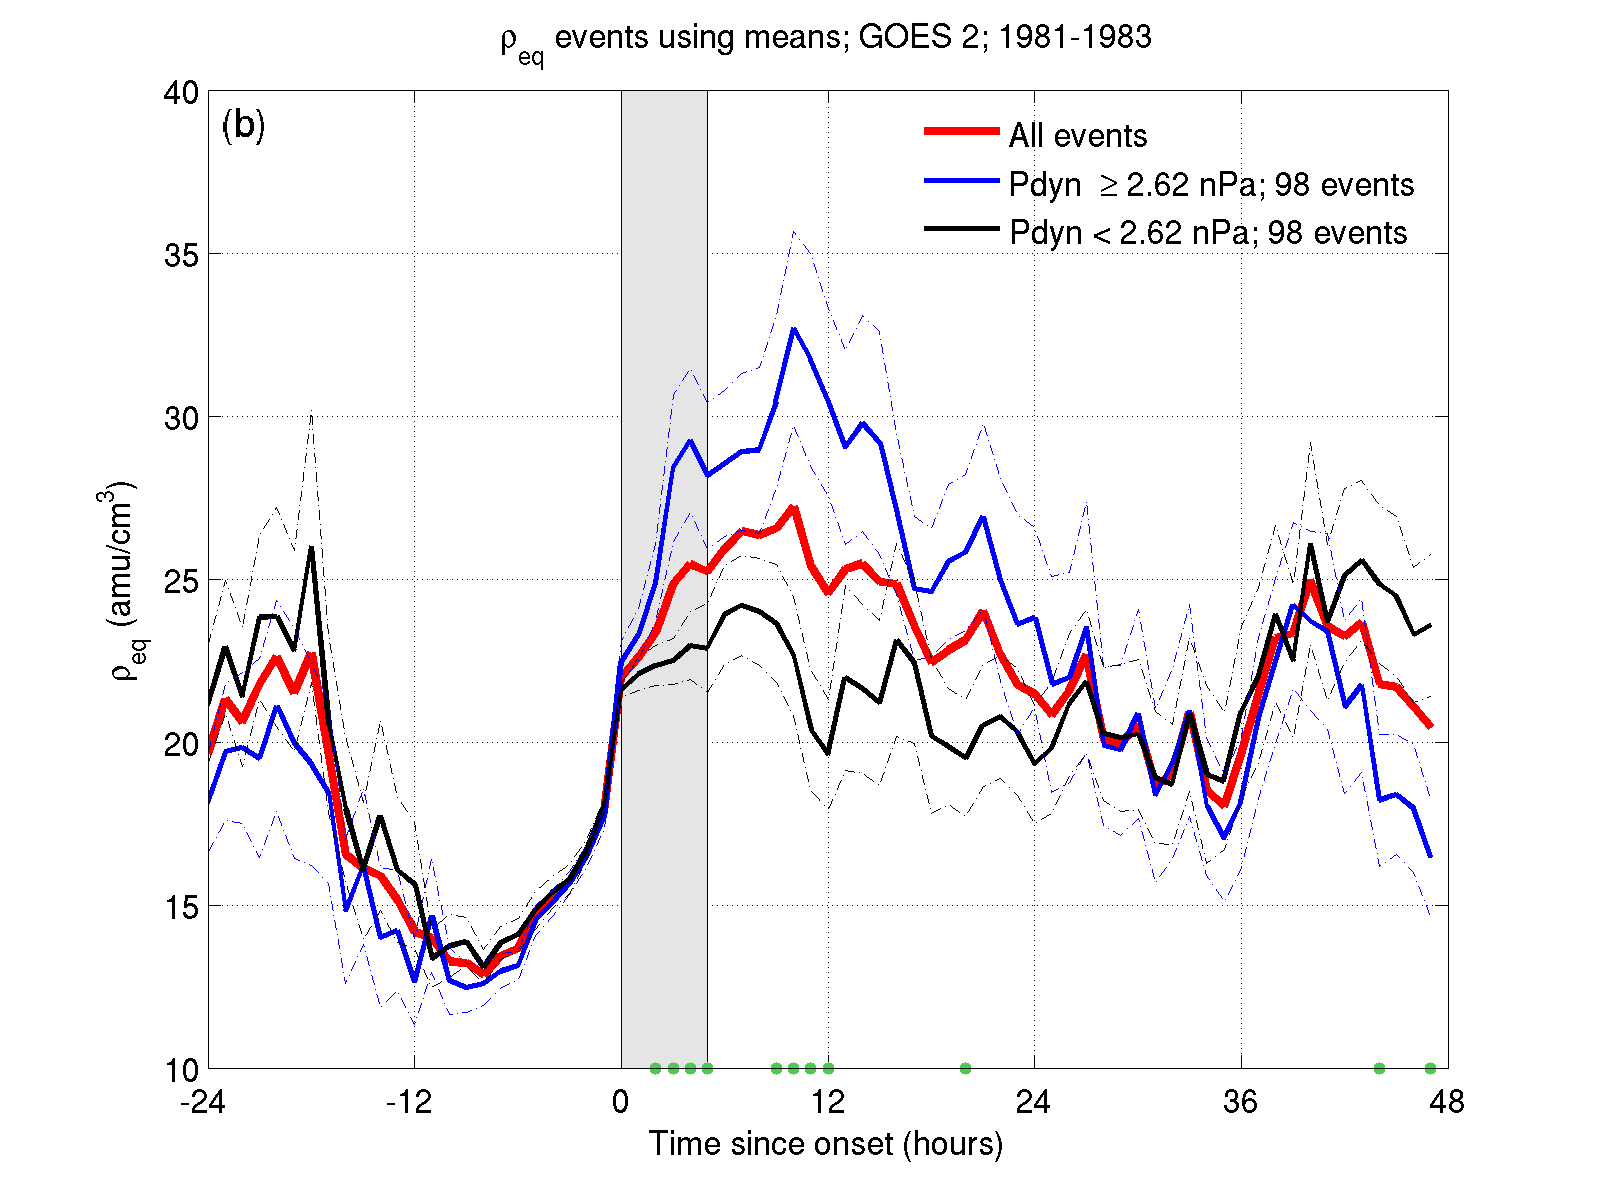 ρeq events using means; GOES 2; 1981-1983
(b)
All events
Pdyn ≥ 2.62 nPa; 98 events
Pdyn < 2.62 nPa; 98 events
40
35
30
25
20
15
10
ρeq (amu/cm³)
-24 -12 0 12 24 36 48
Time since onset (hours)